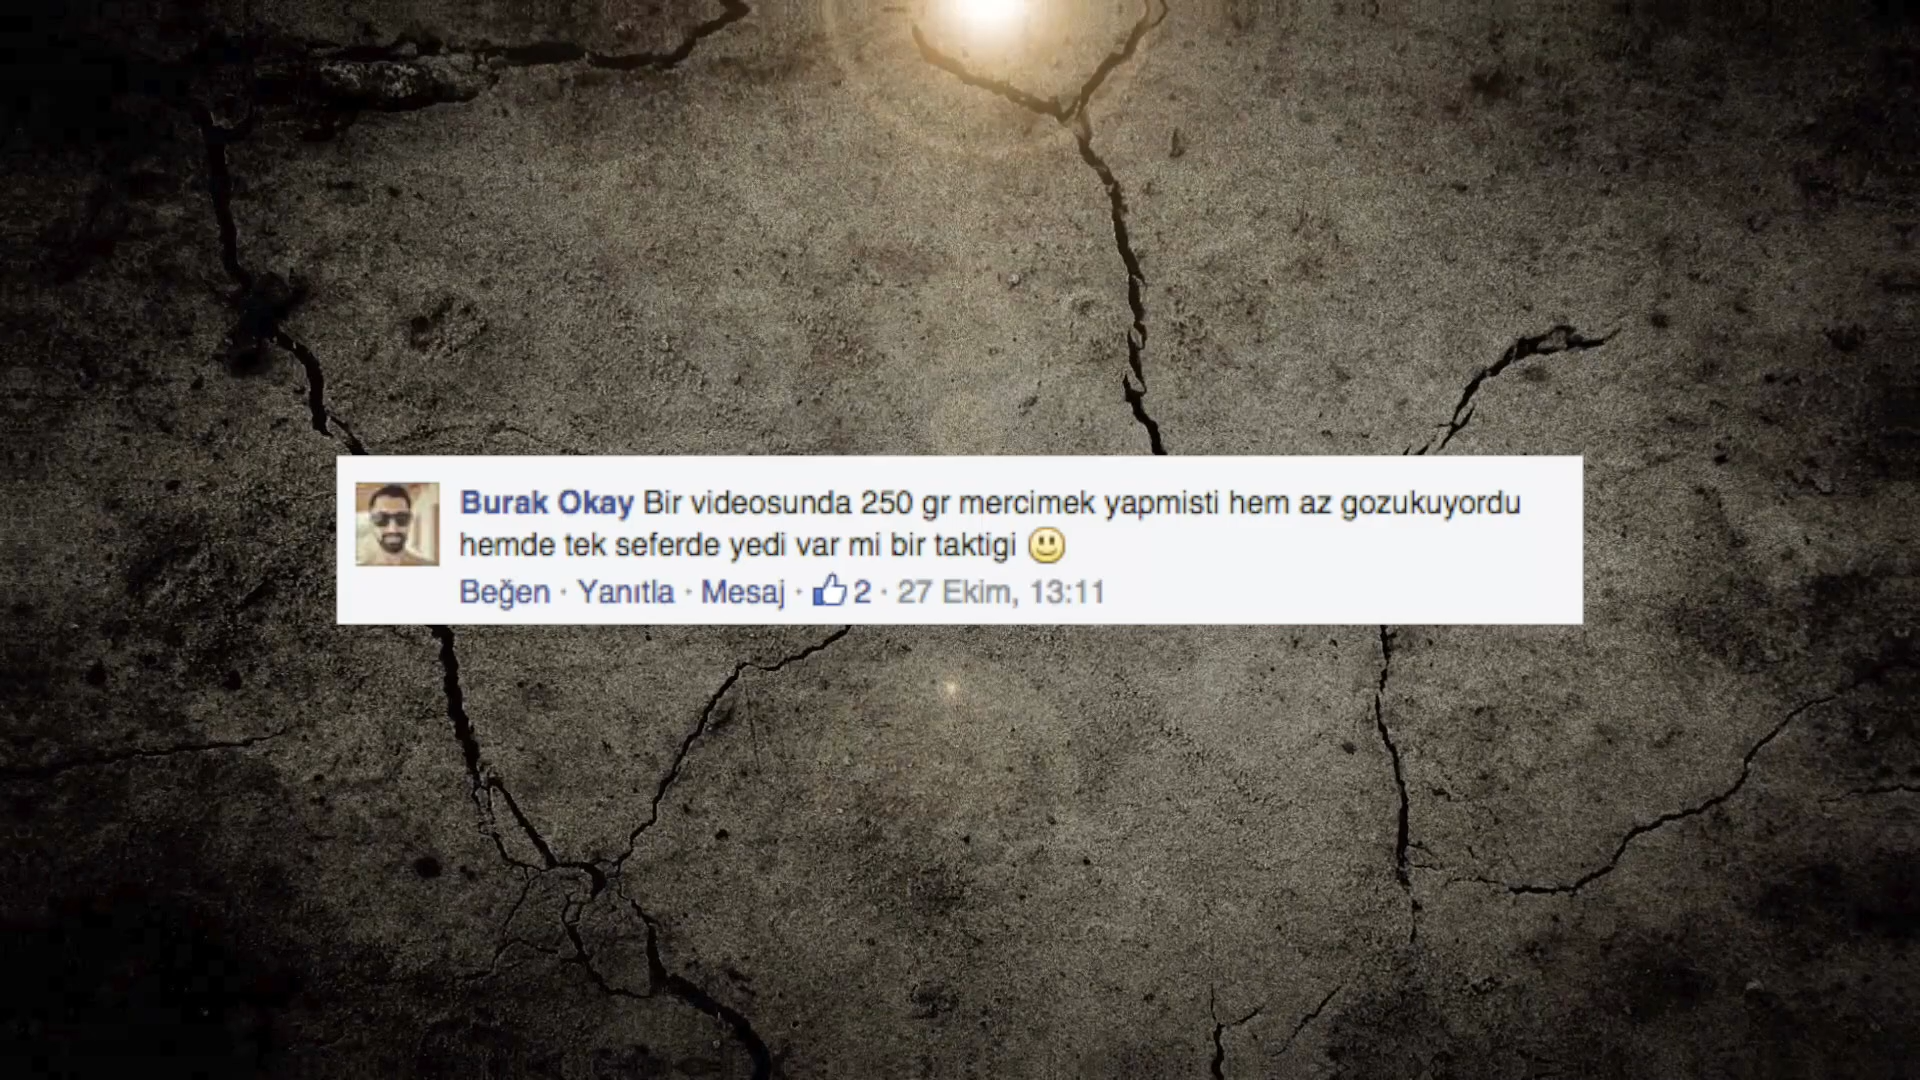 Burak Okay Bir videosunda 250 gr mercimek yapmisti hem az gozukuyordu
hemde tek seferde yedi var mi bir taktigi 🙂
Beğen · Yanıtla · Mesaj · 2 · 27 Ekim, 13:11